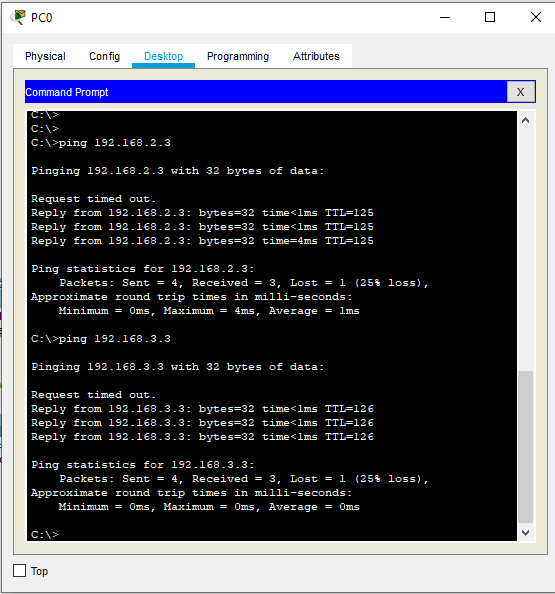 PC0
Physical Config Desktop Programming Attributes
Command Prompt X
C:\>
C:\>
C:\>ping 192.168.2.3
Pinging 192.168.2.3 with 32 bytes of data:
Request timed out.
Reply from 192.168.2.3: bytes=32 time<1ms TTL=125
Reply from 192.168.2.3: bytes=32 time<1ms TTL=125
Reply from 192.168.2.3: bytes=32 time=4ms TTL=125
Ping statistics for 192.168.2.3:
Packets: Sent = 4, Received = 3, Lost = 1 (25% loss),
Approximate round trip times in milli-seconds:
Minimum = 0ms, Maximum = 4ms, Average = 1ms
C:\>ping 192.168.3.3
Pinging 192.168.3.3 with 32 bytes of data:
Request timed out.
Reply from 192.168.3.3: bytes=32 time<1ms TTL=126
Reply from 192.168.3.3: bytes=32 time<1ms TTL=126
Reply from 192.168.3.3: bytes=32 time<1ms TTL=126
Ping statistics for 192.168.3.3:
Packets: Sent = 4, Received = 3, Lost = 1 (25% loss),
Approximate round trip times in milli-seconds:
Minimum = 0ms, Maximum = 0ms, Average = 0ms
C:\>
Top